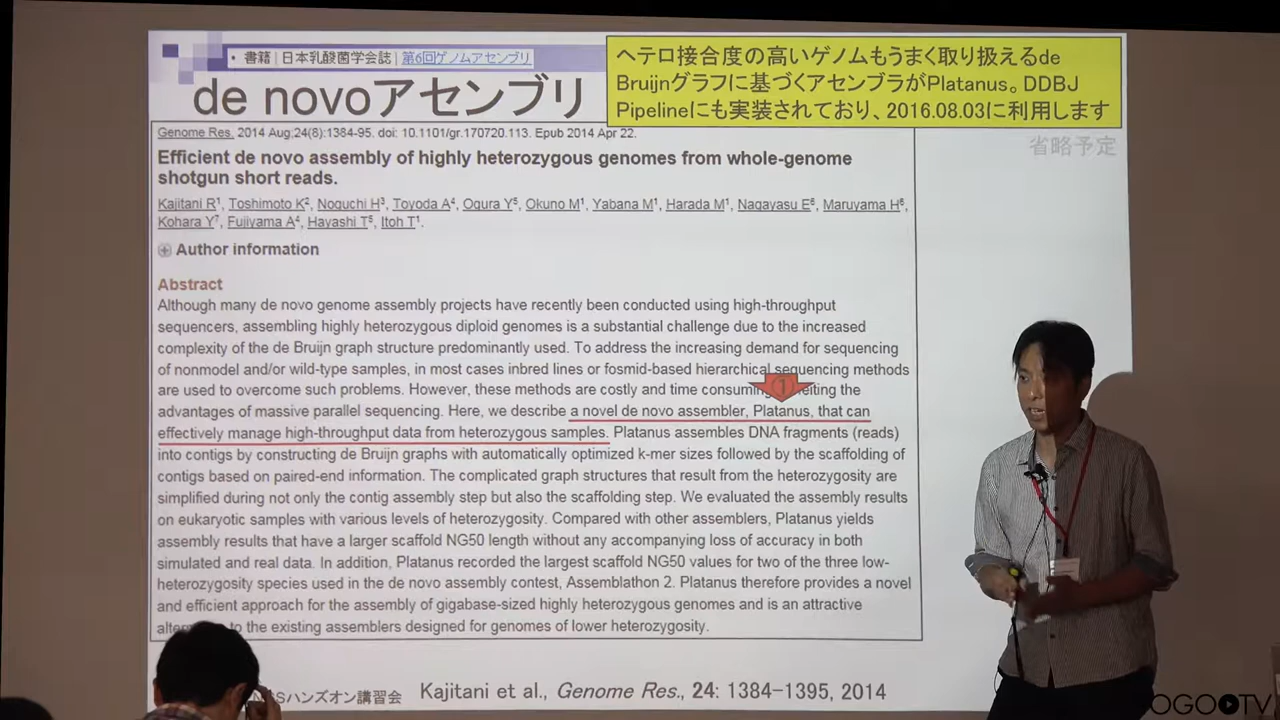 ・書籍 | 日本乳酸菌学会誌 | 第6回ゲノムアセンブリ
de novoアセンブリ
ヘテロ接合度の高いゲノムもうまく取り扱えるde
Bruijnグラフに基づくアセンブラがPlatanus。DDBJ
Pipelineにも実装されており、2016.08.03に利用します
省略予定
Genome Res. 2014 Aug;24(8):1384-95. doi: 10.1101/gr.170720.113. Epub 2014 Apr 22.
Efficient de novo assembly of highly heterozygous genomes from whole-genome
shotgun short reads.
Kajitani R1, Toshimoto K2, Noguchi H3, Toyoda A4, Ogura Y5, Okuno M1, Yabana M1, Harada M1, Nagayasu E6, Maruyama H6,
Kohara Y7, Fujiyama A4, Hayashi T5, Itoh T1.
Author information
Abstract
Although many de novo genome assembly projects have recently been conducted using high-throughput
sequencers, assembling highly heterozygous diploid genomes is a substantial challenge due to the increased
complexity of the de Bruijn graph structure predominantly used. To address the increasing demand for sequencing
of nonmodel and/or wild-type samples, in most cases inbred lines or fosmid-based hierarchical sequencing methods
are used to overcome such problems. However, these methods are costly and time consuming, ①eiting the
advantages of massive parallel sequencing. Here, we describe a novel de novo assembler, Platanus, that can
effectively manage high-throughput data from heterozygous samples. Platanus assembles DNA fragments (reads)
into contigs by constructing de Bruijn graphs with automatically optimized k-mer sizes followed by the scaffolding of
contigs based on paired-end information. The complicated graph structures that result from the heterozygosity are
simplified during not only the contig assembly step but also the scaffolding step. We evaluated the assembly results
on eukaryotic samples with various levels of heterozygosity. Compared with other assemblers, Platanus yields
assembly results that have a larger scaffold NG50 length without any accompanying loss of accuracy in both
simulated and real data. In addition, Platanus recorded the largest scaffold NG50 values for two of the three low-
heterozygosity species used in the de novo assembly contest, Assemblathon 2. Platanus therefore provides a novel
and efficient approach for the assembly of gigabase-sized highly heterozygous genomes and is an attractive
to the existing assemblers designed for genomes of lower heterozygosity.
Sハンズオン講習会
Kajitani et al., Genome Res., 24: 1384-1395, 2014
OGOOTV